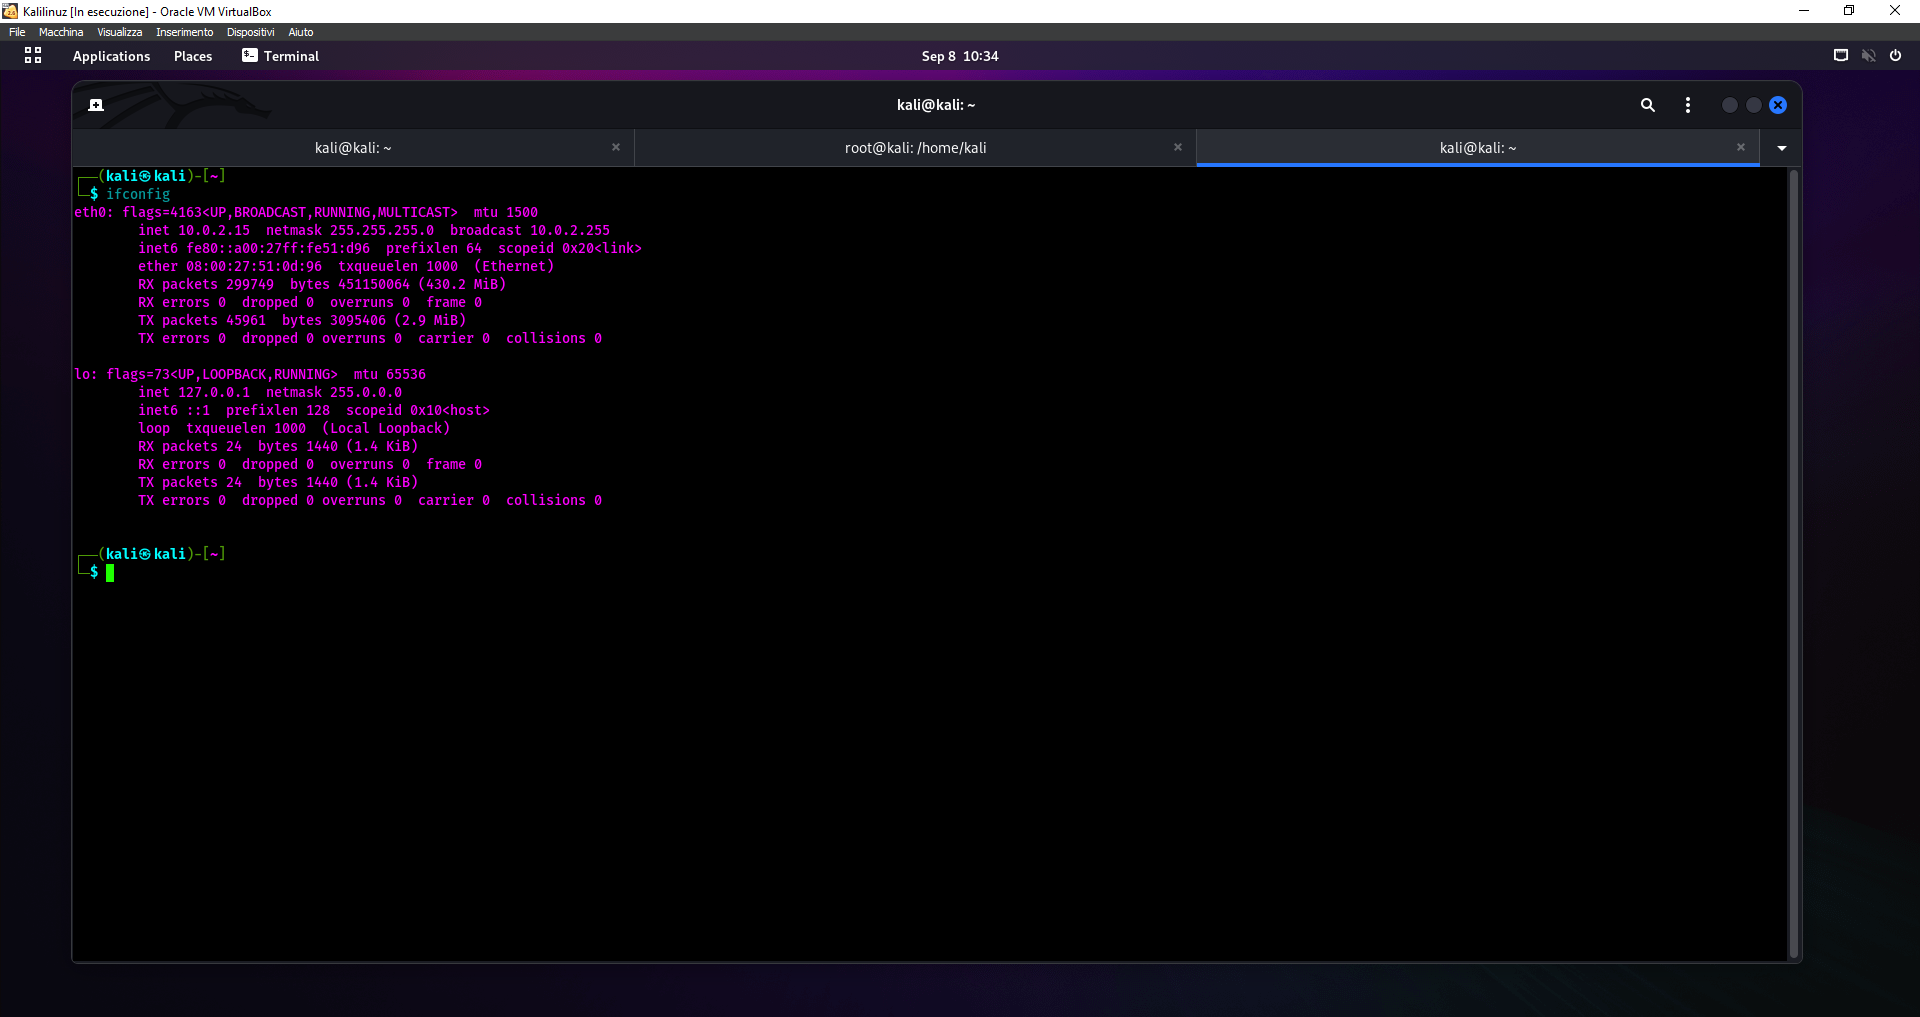 Kalilinuz [In esecuzione] - Oracle VM VirtualBox
File Macchina Visualizza Inserimento Dispositivi Aiuto
Applications Places Terminal Sep 8 10:34
kali@kali: ~
kali@kali: ~ root@kali: /home/kali kali@kali: ~
┌──(kali㉿kali)-[~]
└─$ ifconfig
eth0: flags=4163<UP,BROADCAST,RUNNING,MULTICAST>  mtu 1500
        inet 10.0.2.15  netmask 255.255.255.0  broadcast 10.0.2.255
        inet6 fe80::a00:27ff:fe51:d96  prefixlen 64  scopeid 0x20<link>
        ether 08:00:27:51:0d:96  txqueuelen 1000  (Ethernet)
        RX packets 299749  bytes 451150064 (430.2 MiB)
        RX errors 0  dropped 0  overruns 0  frame 0
        TX packets 45961  bytes 3095406 (2.9 MiB)
        TX errors 0  dropped 0 overruns 0  carrier 0  collisions 0
lo: flags=73<UP,LOOPBACK,RUNNING>  mtu 65536
        inet 127.0.0.1  netmask 255.0.0.0
        inet6 ::1  prefixlen 128  scopeid 0x10<host>
        loop  txqueuelen 1000  (Local Loopback)
        RX packets 24  bytes 1440 (1.4 KiB)
        RX errors 0  dropped 0  overruns 0  frame 0
        TX packets 24  bytes 1440 (1.4 KiB)
        TX errors 0  dropped 0 overruns 0  carrier 0  collisions 0
┌──(kali㉿kali)-[~]
└─$